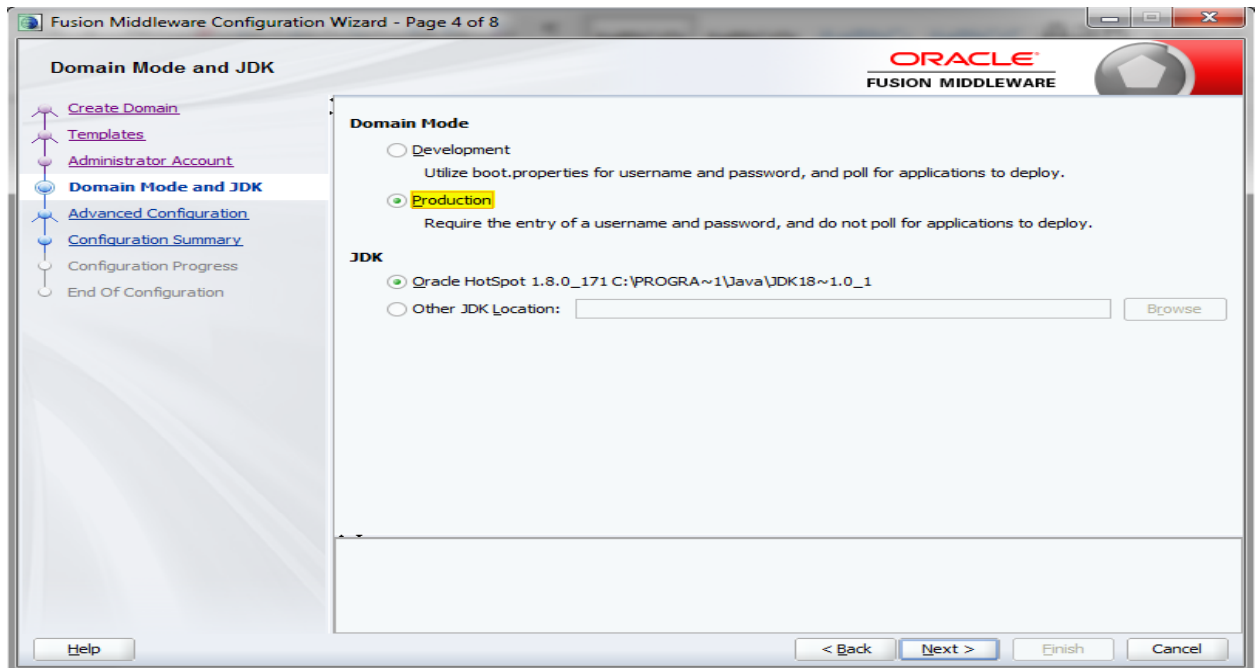 Fusion Middleware Configuration Wizard - Page 4 of 8
Domain Mode and JDK
ORACLE
FUSION MIDDLEWARE
Create Domain
Templates
Administrator Account
Domain Mode and JDK
Advanced Configuration
Configuration Summary
Configuration Progress
End Of Configuration
Domain Mode
Development
Utilize boot.properties for username and password, and poll for applications to deploy.
Production
Require the entry of a username and password, and do not poll for applications to deploy.
JDK
Oracle HotSpot 1.8.0_171 C:\PROGRA~1\Java\JDK18~1.0_1
Other JDK Location:
Browse
Help
< Back
Next >
Finish
Cancel